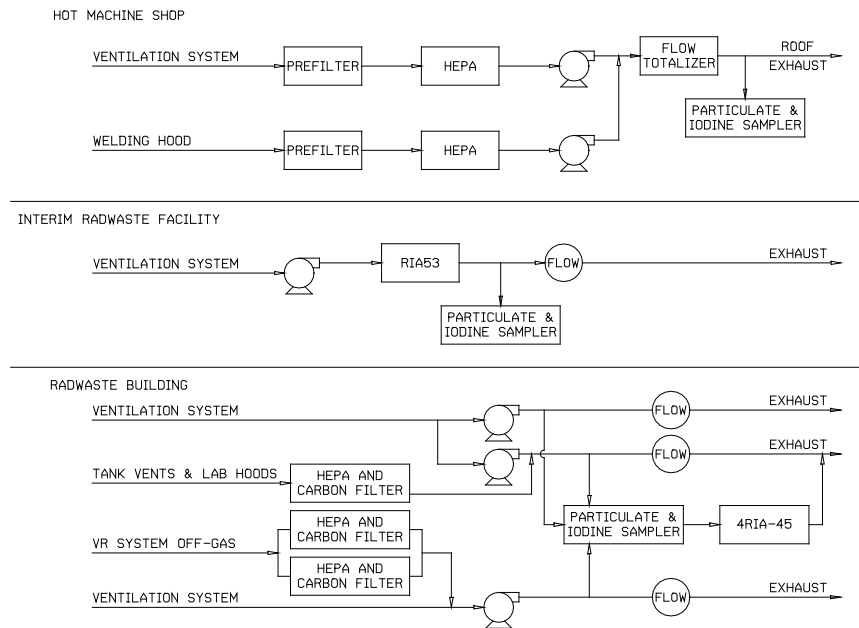 HOT MACHINE SHOP
VENTILATION SYSTEM
PREFILTER
HEPA
FLOW
TOTALIZER
ROOF
EXHAUST
PARTICULATE &
IODINE SAMPLER
WELDING HOOD
PREFILTER
HEPA
INTERIM RADWASTE FACILITY
VENTILATION SYSTEM
RIA53
FLOW
EXHAUST
PARTICULATE &
IODINE SAMPLER
RADWASTE BUILDING
VENTILATION SYSTEM
FLOW
EXHAUST
FLOW
EXHAUST
TANK VENTS & LAB HOODS
HEPA AND
CARBON FILTER
PARTICULATE &
IODINE SAMPLER
4RIA-45
VR SYSTEM OFF-GAS
HEPA AND
CARBON FILTER
HEPA AND
CARBON FILTER
VENTILATION SYSTEM
FLOW
EXHAUST